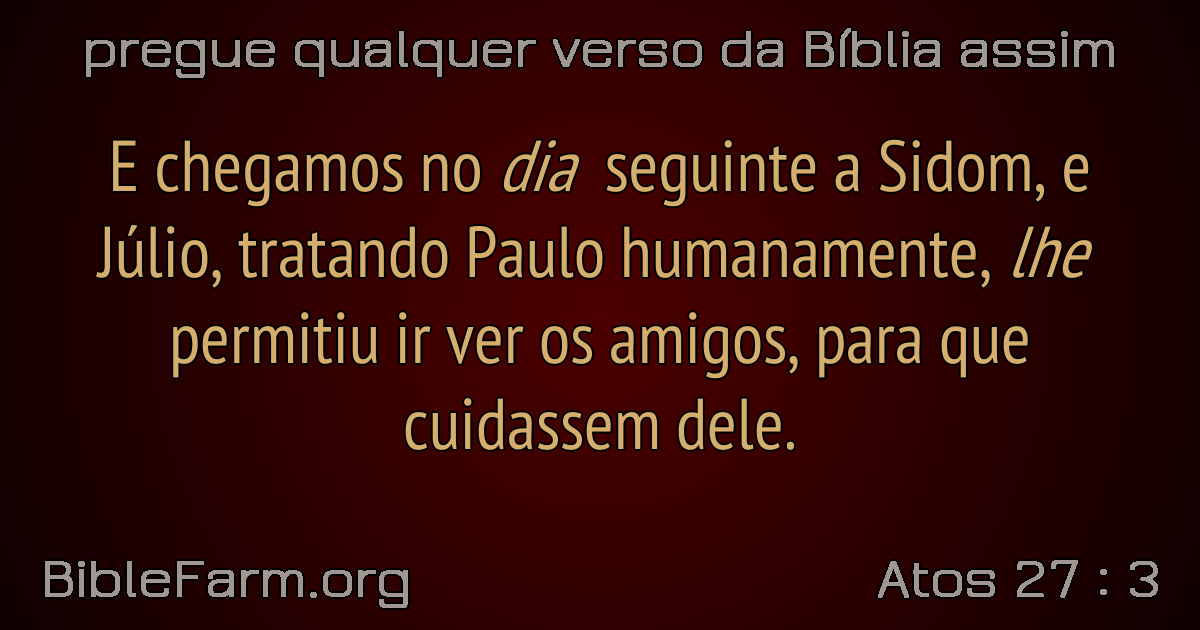 pregue qualquer verso da Bíblia assim
E chegamos no dia seguinte a Sidom, e
Júlio, tratando Paulo humanamente, lhe
permitiu ir ver os amigos, para que
cuidassem dele.
BibleFarm.org
Atos 27 : 3